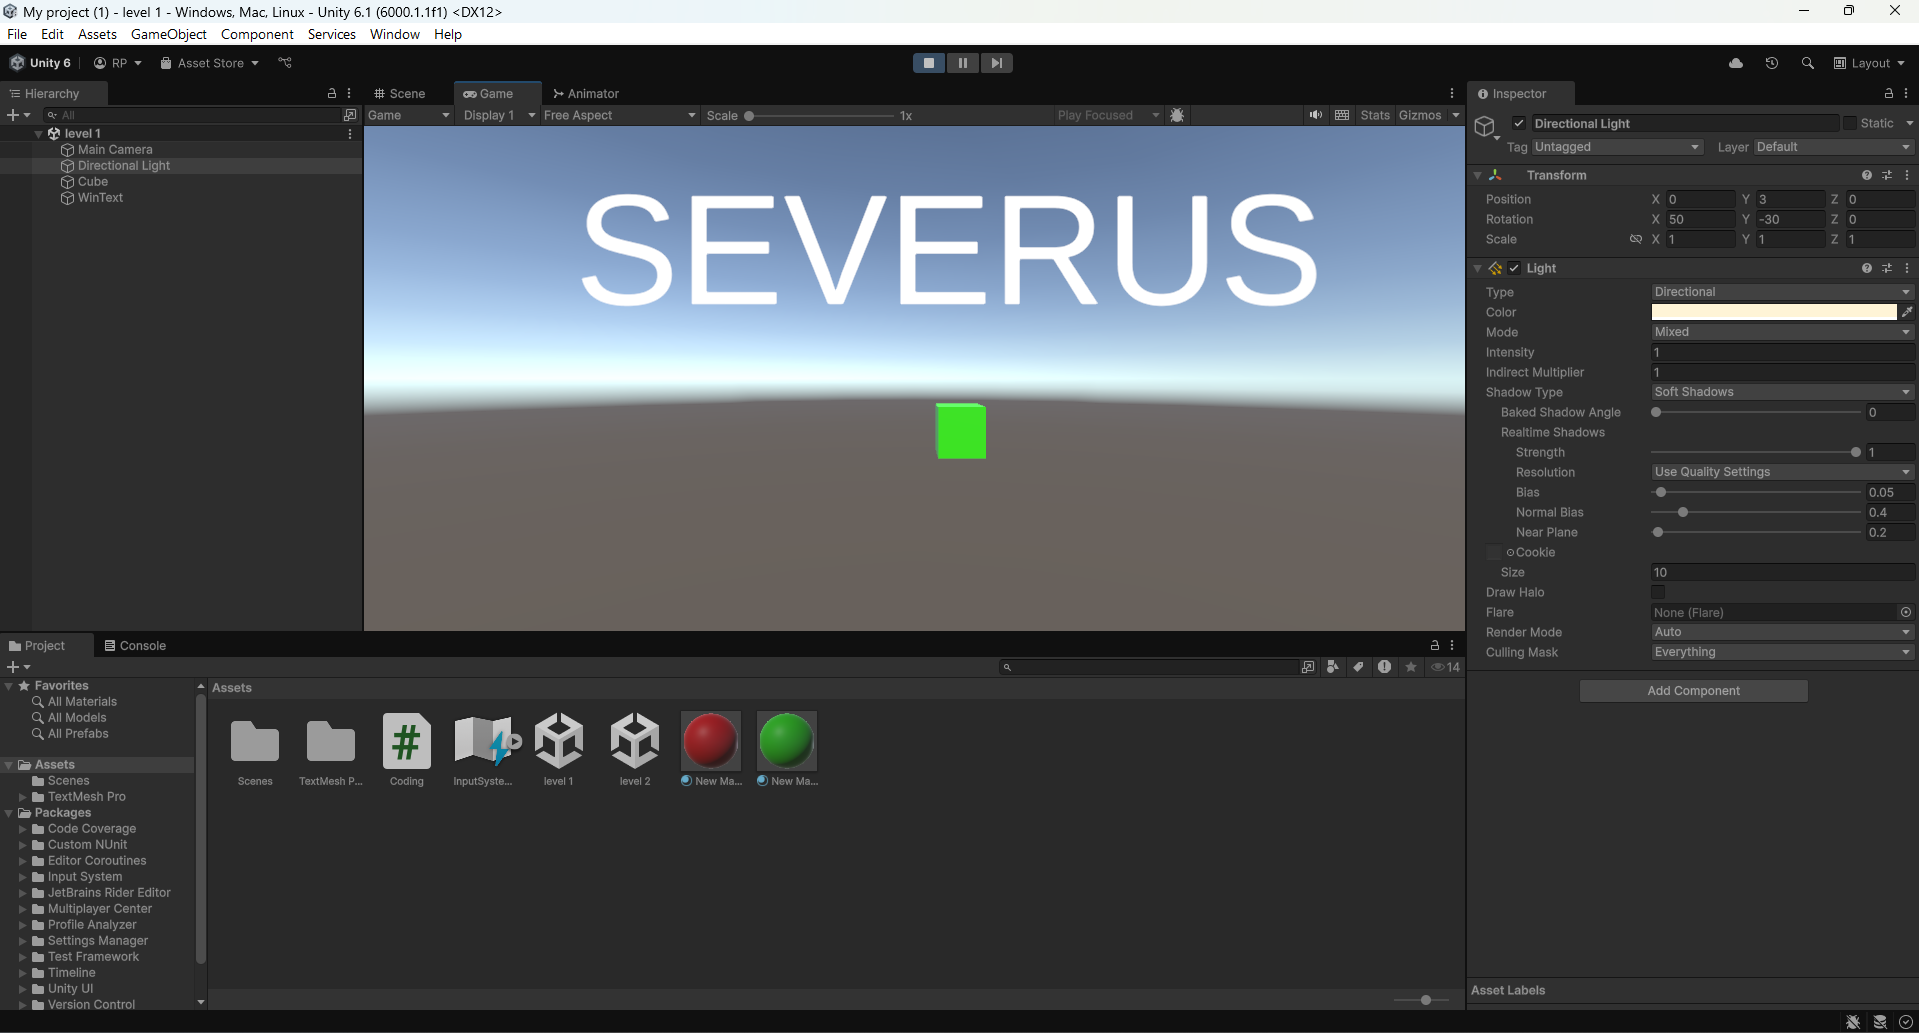 My project (1) - level 1 - Windows, Mac, Linux - Unity 6.1 (6000.1.1f1) <DX12>
File Edit Assets GameObject Component Services Window Help
Unity 6 RP Asset Store Layout
Hierarchy
All
level 1
Main Camera
Directional Light
Cube
WinText
Scene Game Animator
Game Display 1 Free Aspect Scale 1x Play Focused Stats Gizmos
SEVERUS
Inspector
Directional Light Static
Tag Untagged Layer Default
Transform
Position X 0 Y 3 Z 0
Rotation X 50 Y -30 Z 0
Scale X 1 Y 1 Z 1
Light
Type Directional
Color
Mode Mixed
Intensity 1
Indirect Multiplier 1
Shadow Type Soft Shadows
Baked Shadow Angle 0
Realtime Shadows
Strength 1
Resolution Use Quality Settings
Bias 0.05
Normal Bias 0.4
Near Plane 0.2
Cookie
Size 10
Draw Halo
Flare None (Flare)
Render Mode Auto
Culling Mask Everything
Add Component
Asset Labels
Project Console
14
Favorites
All Materials
All Models
All Prefabs
Assets
Scenes
TextMesh Pro
Packages
Code Coverage
Custom NUnit
Editor Coroutines
Input System
JetBrains Rider Editor
Multiplayer Center
Profile Analyzer
Settings Manager
Test Framework
Timeline
Unity UI
Version Control
Assets
#
Scenes TextMesh P... Coding InputSyste... level 1 level 2 New Ma... New Ma...